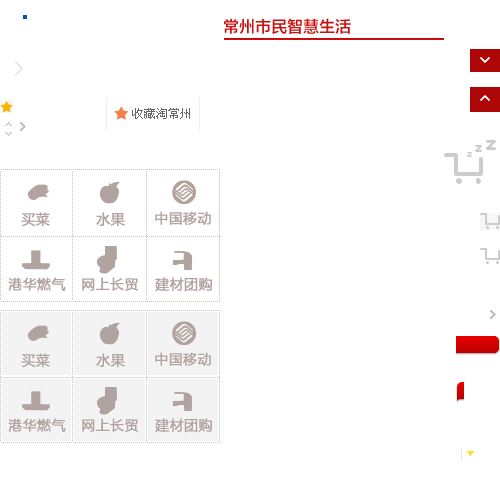 常州市民智慧生活
收藏淘常州
买菜 水果 中国移动
港华燃气 网上长贸 建材团购
买菜 水果 中国移动
港华燃气 网上长贸 建材团购